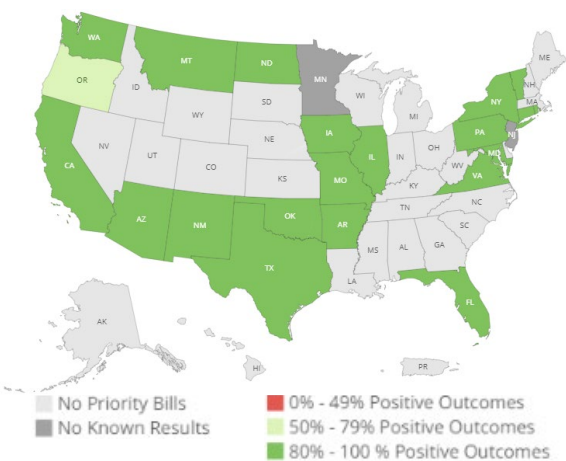 WA
MT
ND
MN
ME
OR
ID
SD
WI
NH
MA
NY
MI
WY
IA
PA
NJ
NE
NV
UT
CO
IL
IN
OH
MD
WV
VA
CA
KS
MO
KY
NC
TN
AZ
NM
OK
AR
SC
MS
AL
GA
TX
LA
FL
AK
HI
PR
No Priority Bills
No Known Results
0% - 49% Positive Outcomes
50% - 79% Positive Outcomes
80% - 100 % Positive Outcomes